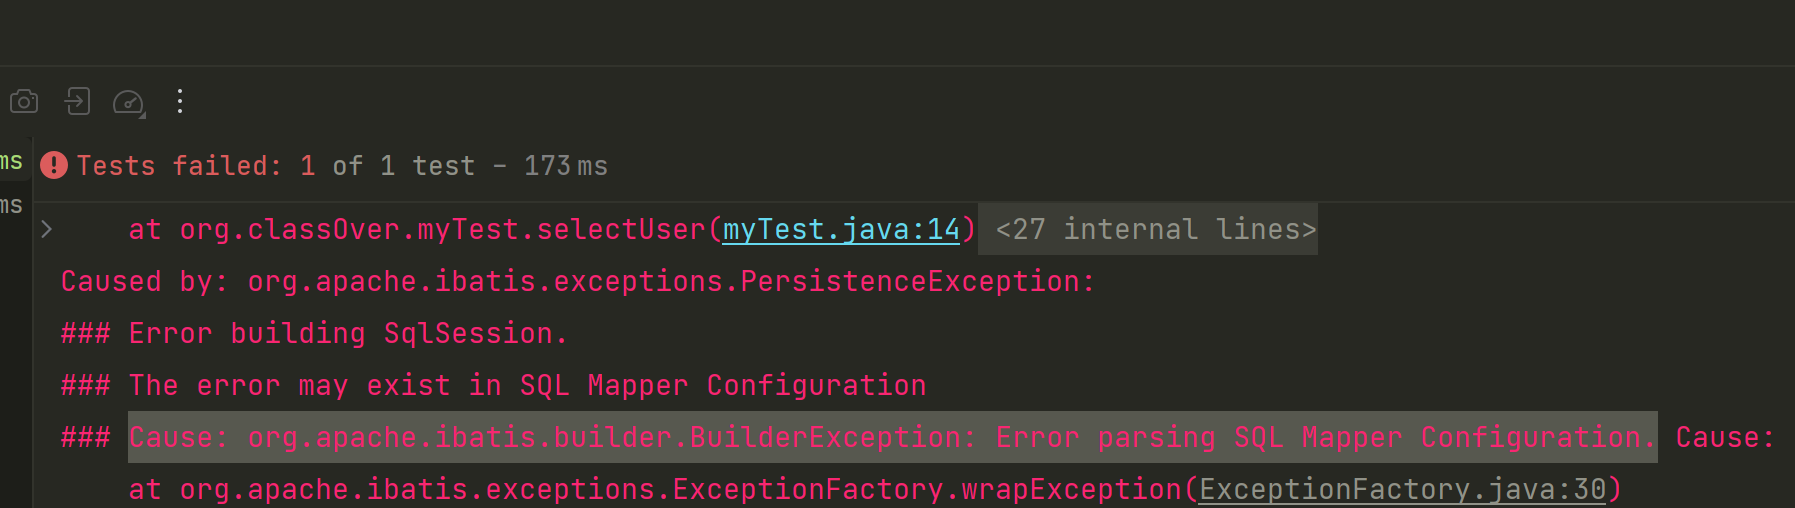 ms
Tests failed: 1 of 1 test – 173 ms
ms
at org.classOver.myTest.selectUser(myTest.java:14) <27 internal lines>
Caused by: org.apache.ibatis.exceptions.PersistenceException:
### Error building SqlSession.
### The error may exist in SQL Mapper Configuration
### Cause: org.apache.ibatis.builder.BuilderException: Error parsing SQL Mapper Configuration. Cause:
at org.apache.ibatis.exceptions.ExceptionFactory.wrapException(ExceptionFactory.java:30)